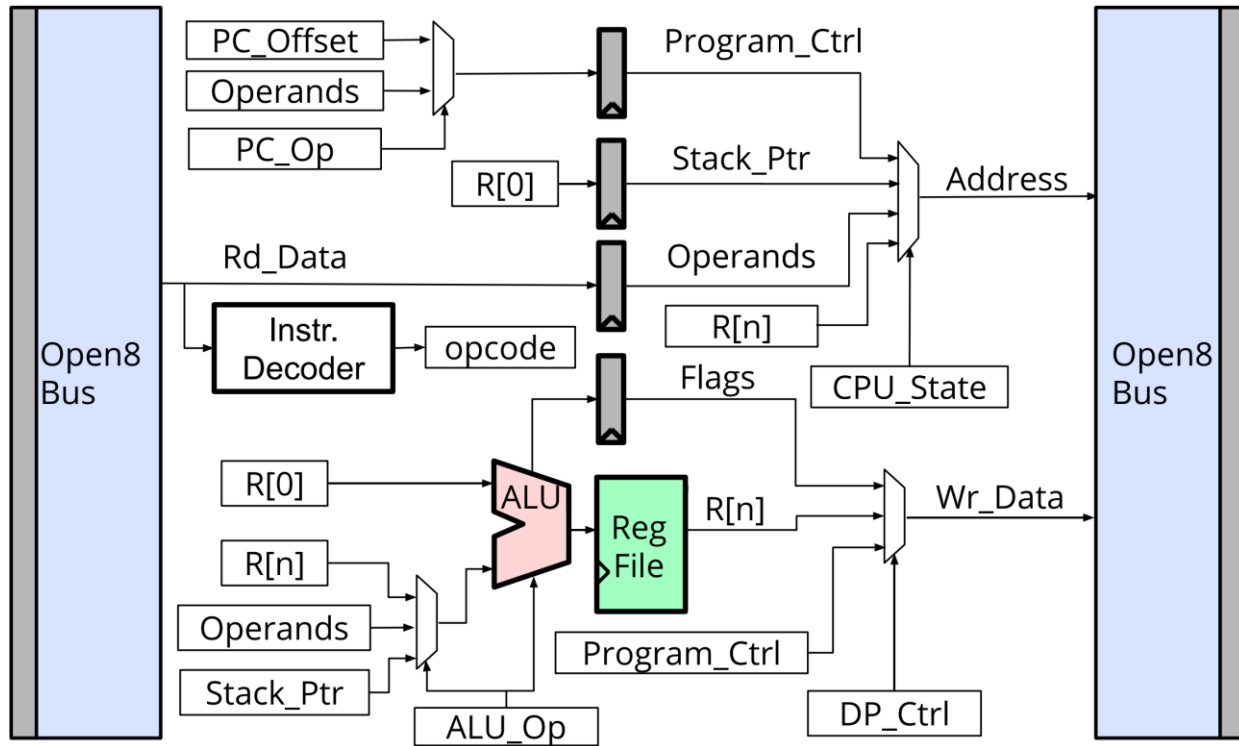 PC_Offset
Operands
PC_Op
Program_Ctrl
R[0]
Stack_Ptr
Address
Rd_Data
Operands
R[n]
Instr.
Decoder
opcode
Open8
Bus
Flags
CPU_State
Open8
Bus
R[0]
ALU
R[n]
Reg
File
R[n]
Wr_Data
Operands
Stack_Ptr
ALU_Op
Program_Ctrl
DP_Ctrl